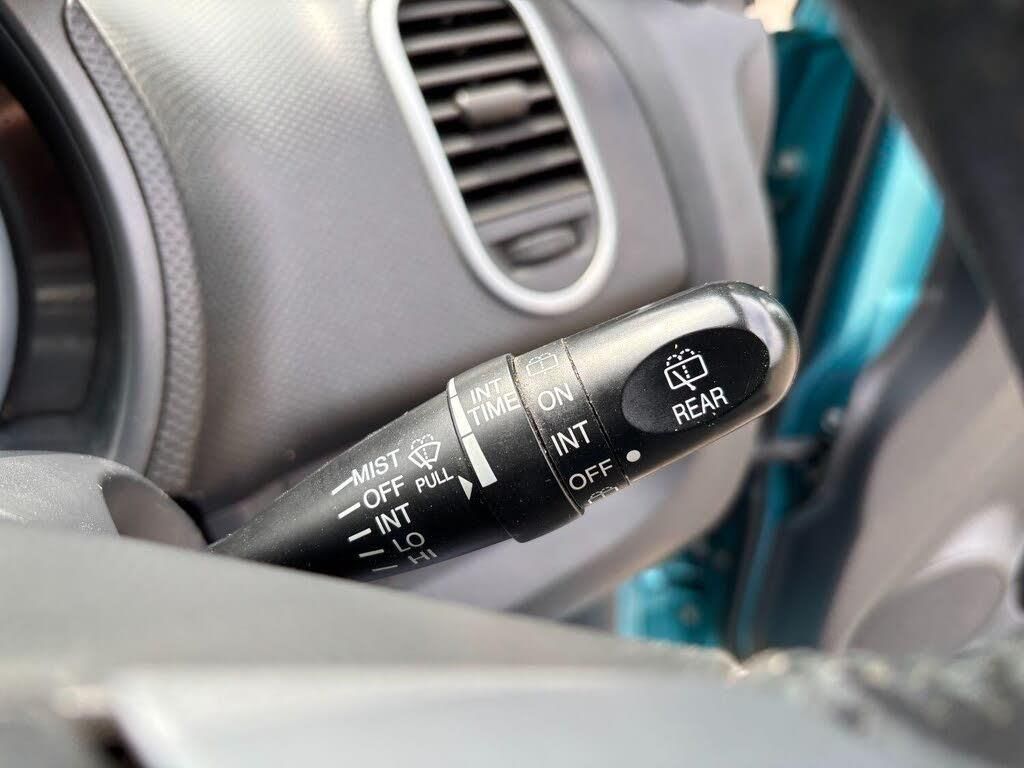 MIST
OFF
INT
LO
HI
PULL
INT
TIME
ON
INT
OFF
REAR